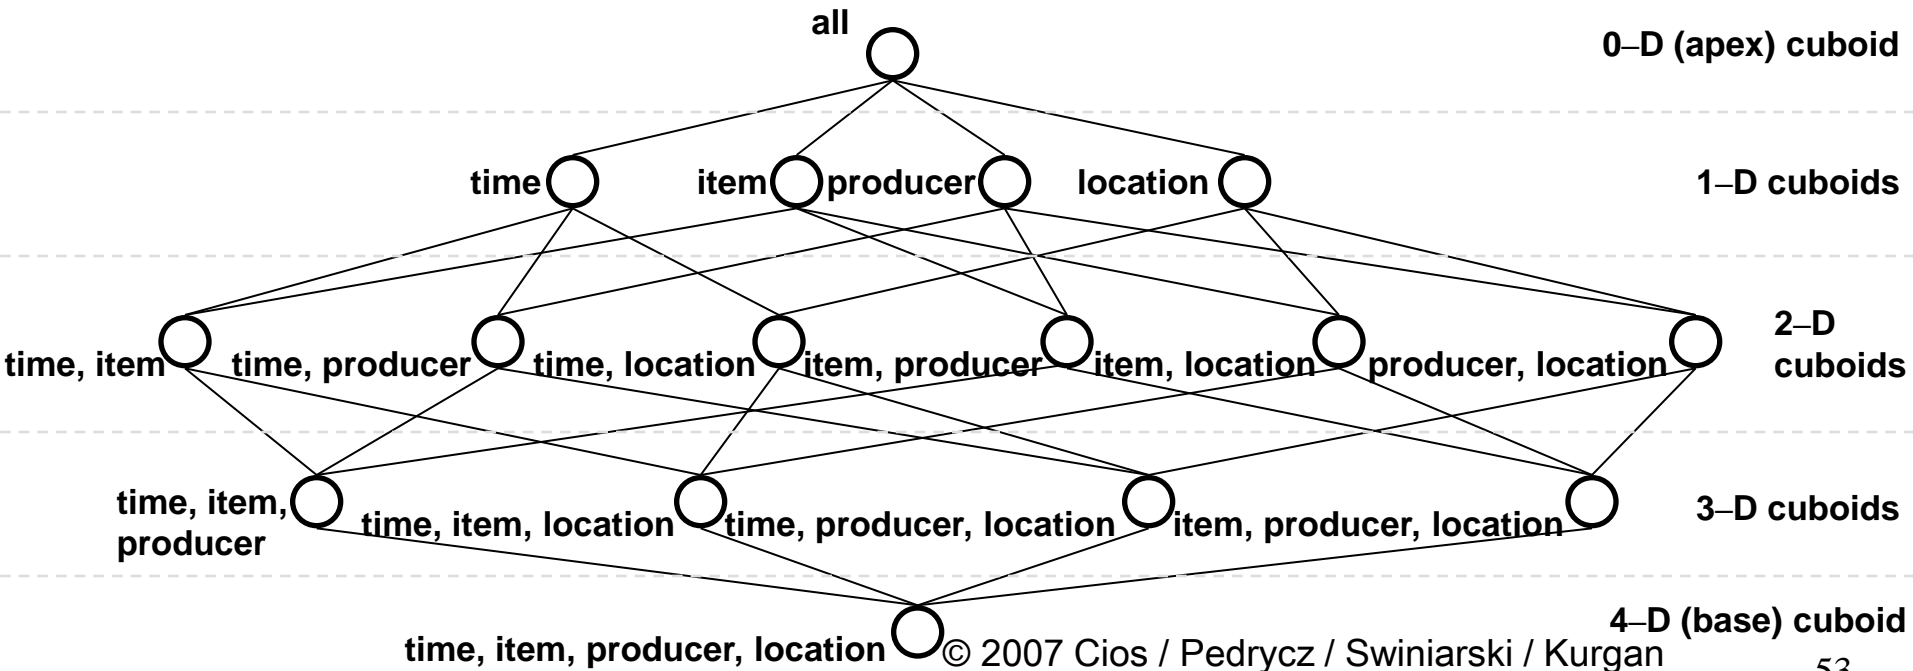 all
0–D (apex) cuboid
time
item
producer
location
1–D cuboids
2–D
cuboids
time, item
time, producer
time, location
item, producer
item, location
producer, location
time, item,
producer
time, item, location
time, producer, location
item, producer, location
3–D cuboids
4–D (base) cuboid
time, item, producer, location
© 2007 Cios / Pedrycz / Swiniarski / Kurgan
53